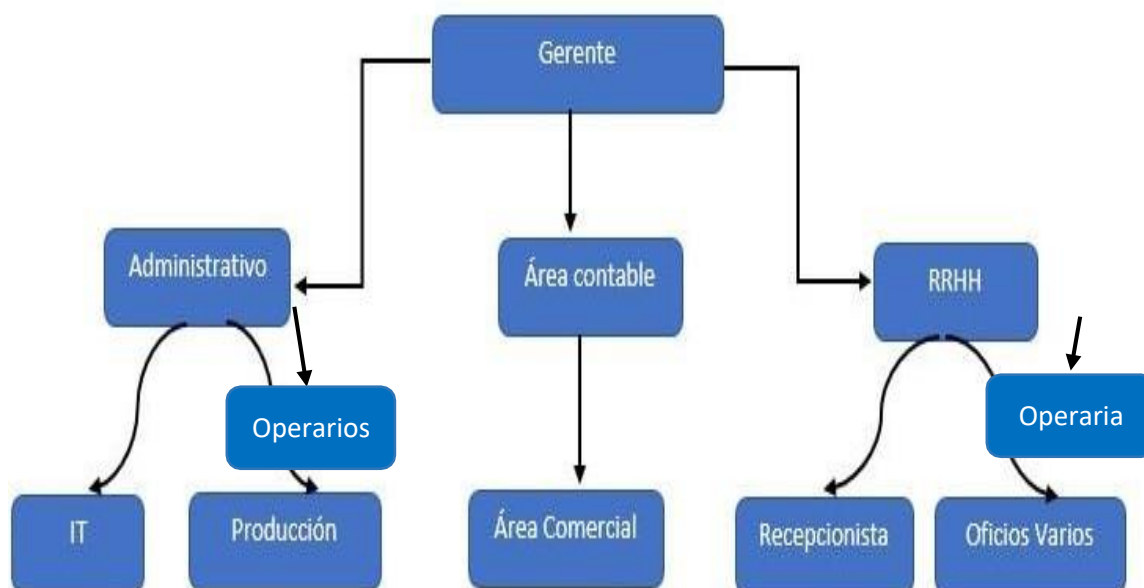 Gerente
Administrativo
Área contable
RRHH
Operarios
Operaria
IT
Producción
Área Comercial
Recepcionista
Oficios Varios